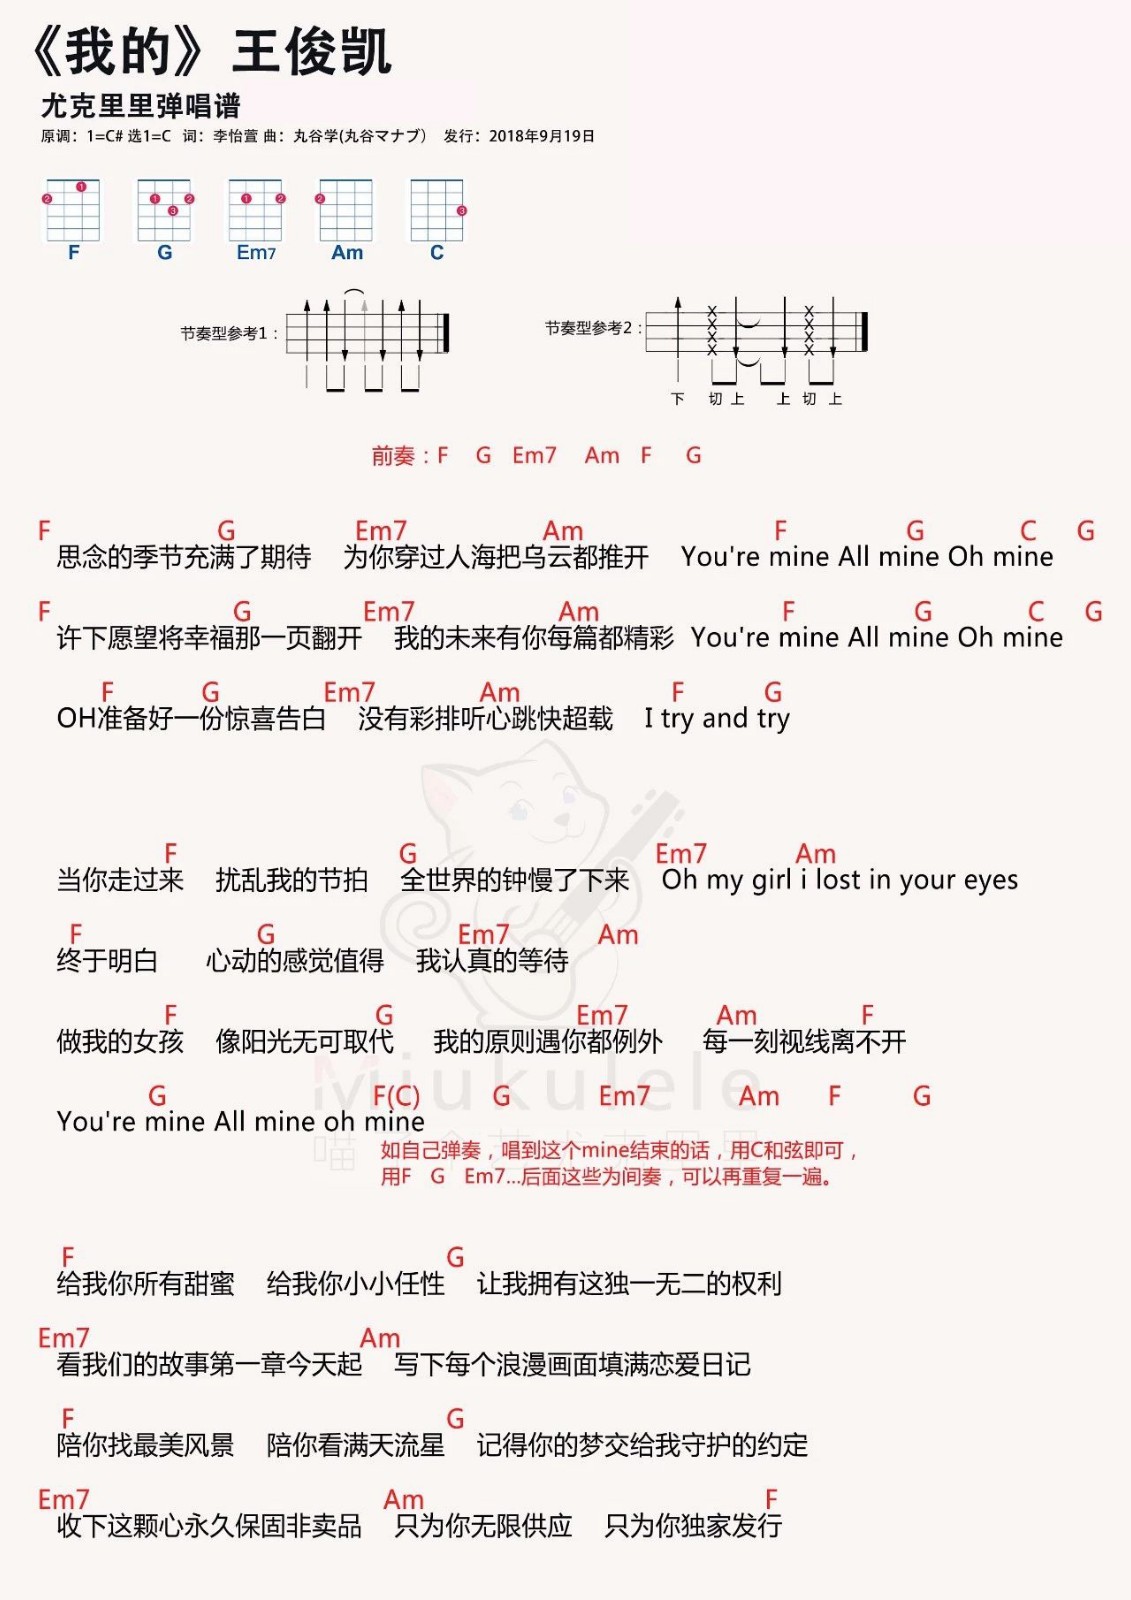 《我的》王俊凯
尤克里里弹唱谱
原调：1=C# 选1=C 词：李怡萱 曲：丸谷学(丸谷マナブ） 发行：2018年9月19日
2 1 1 2 3 1 2 2 3
F G Em7 Am C
节奏型参考1： 节奏型参考2：
下 切 上 上 切 上
前奏：F G Em7 Am F G
F G Em7 Am F G C G
思念的季节充满了期待 为你穿过人海把乌云都推开 You're mine All mine Oh mine
F G Em7 Am F G C G
许下愿望将幸福那一页翻开 我的未来有你每篇都精彩 You're mine All mine Oh mine
F G Em7 Am F G
OH准备好一份惊喜告白 没有彩排听心跳快超载 I try and try
F G Em7 Am
当你走过来 扰乱我的节拍 全世界的钟慢了下来 Oh my girl i lost in your eyes
F G Em7 Am
终于明白 心动的感觉值得 我认真的等待
F G Em7 Am F
做我的女孩 像阳光无可取代 我的原则遇你都例外 每一刻视线离不开
Miukulele
G F(C) G Em7 Am F G
You're mine All mine oh mine
如自己弹奏，唱到这个mine结束的话，用C和弦即可，
用F G Em7...后面这些为间奏，可以再重复一遍。
F G
给我你所有甜蜜 给我你小小任性 让我拥有这独一无二的权利
Em7 Am
看我们的故事第一章今天起 写下每个浪漫画面填满恋爱日记
F G
陪你找最美风景 陪你看满天流星 记得你的梦交给我守护的约定
Em7 Am F
收下这颗心永久保固非卖品 只为你无限供应 只为你独家发行